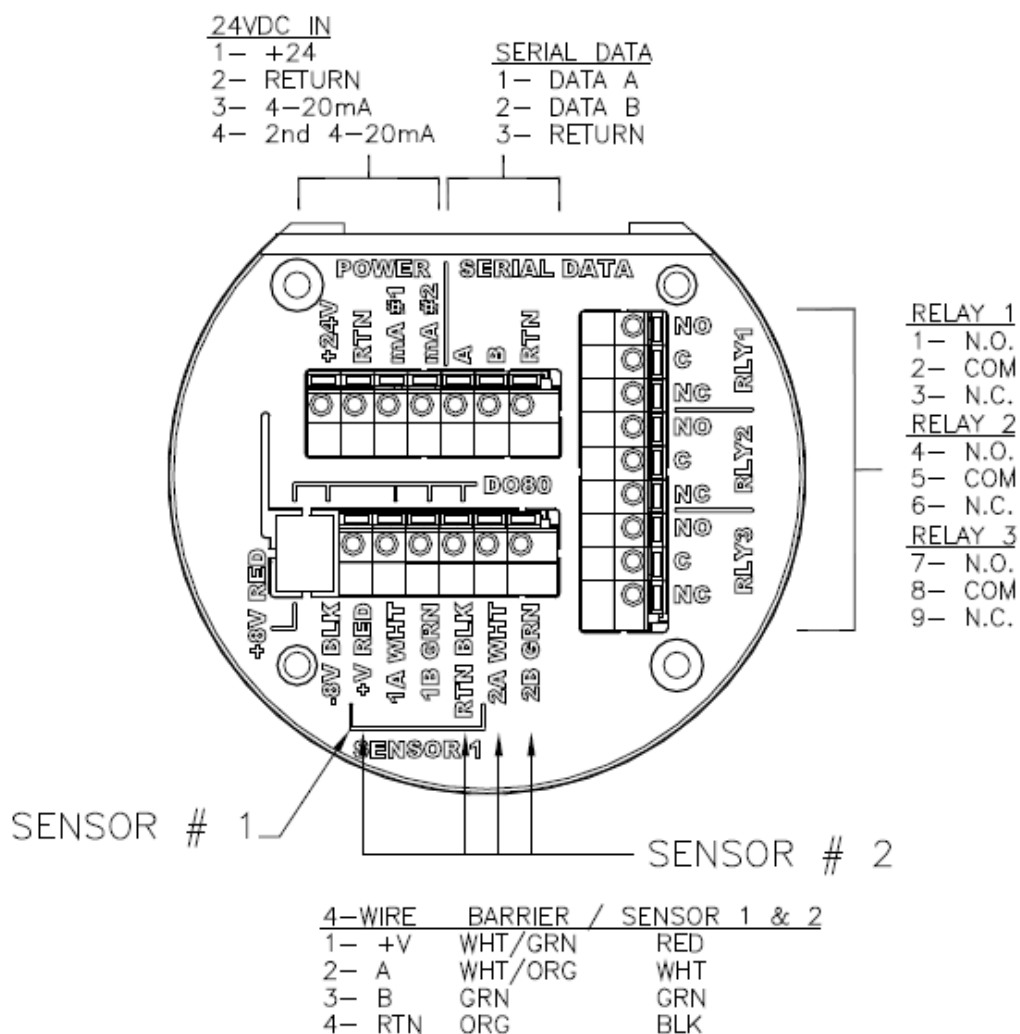 24VDC IN
1- +24
2- RETURN
3- 4-20mA
4- 2nd 4-20mA
SERIAL DATA
1- DATA A
2- DATA B
3- RETURN
POWER
SERIAL DATA
+24V
RTN
mA #1
mA #2
A
B
RTN
NO
C
NC
RLY1
NO
C
NC
RLY2
NO
C
NC
RLY3
RELAY 1
1- N.O.
2- COM
3- N.C.
RELAY 2
4- N.O.
5- COM
6- N.C.
RELAY 3
7- N.O.
8- COM
9- N.C.
DO80
+8V RED
-8V BLK
+V RED
1A WHT
1B GRN
RTN BLK
2A WHT
2B GRN
SENSOR 1
SENSOR # 1
SENSOR # 2
4-WIRE BARRIER / SENSOR 1 & 2
1- +V WHT/GRN RED
2- A WHT/ORG WHT
3- B GRN GRN
4- RTN ORG BLK